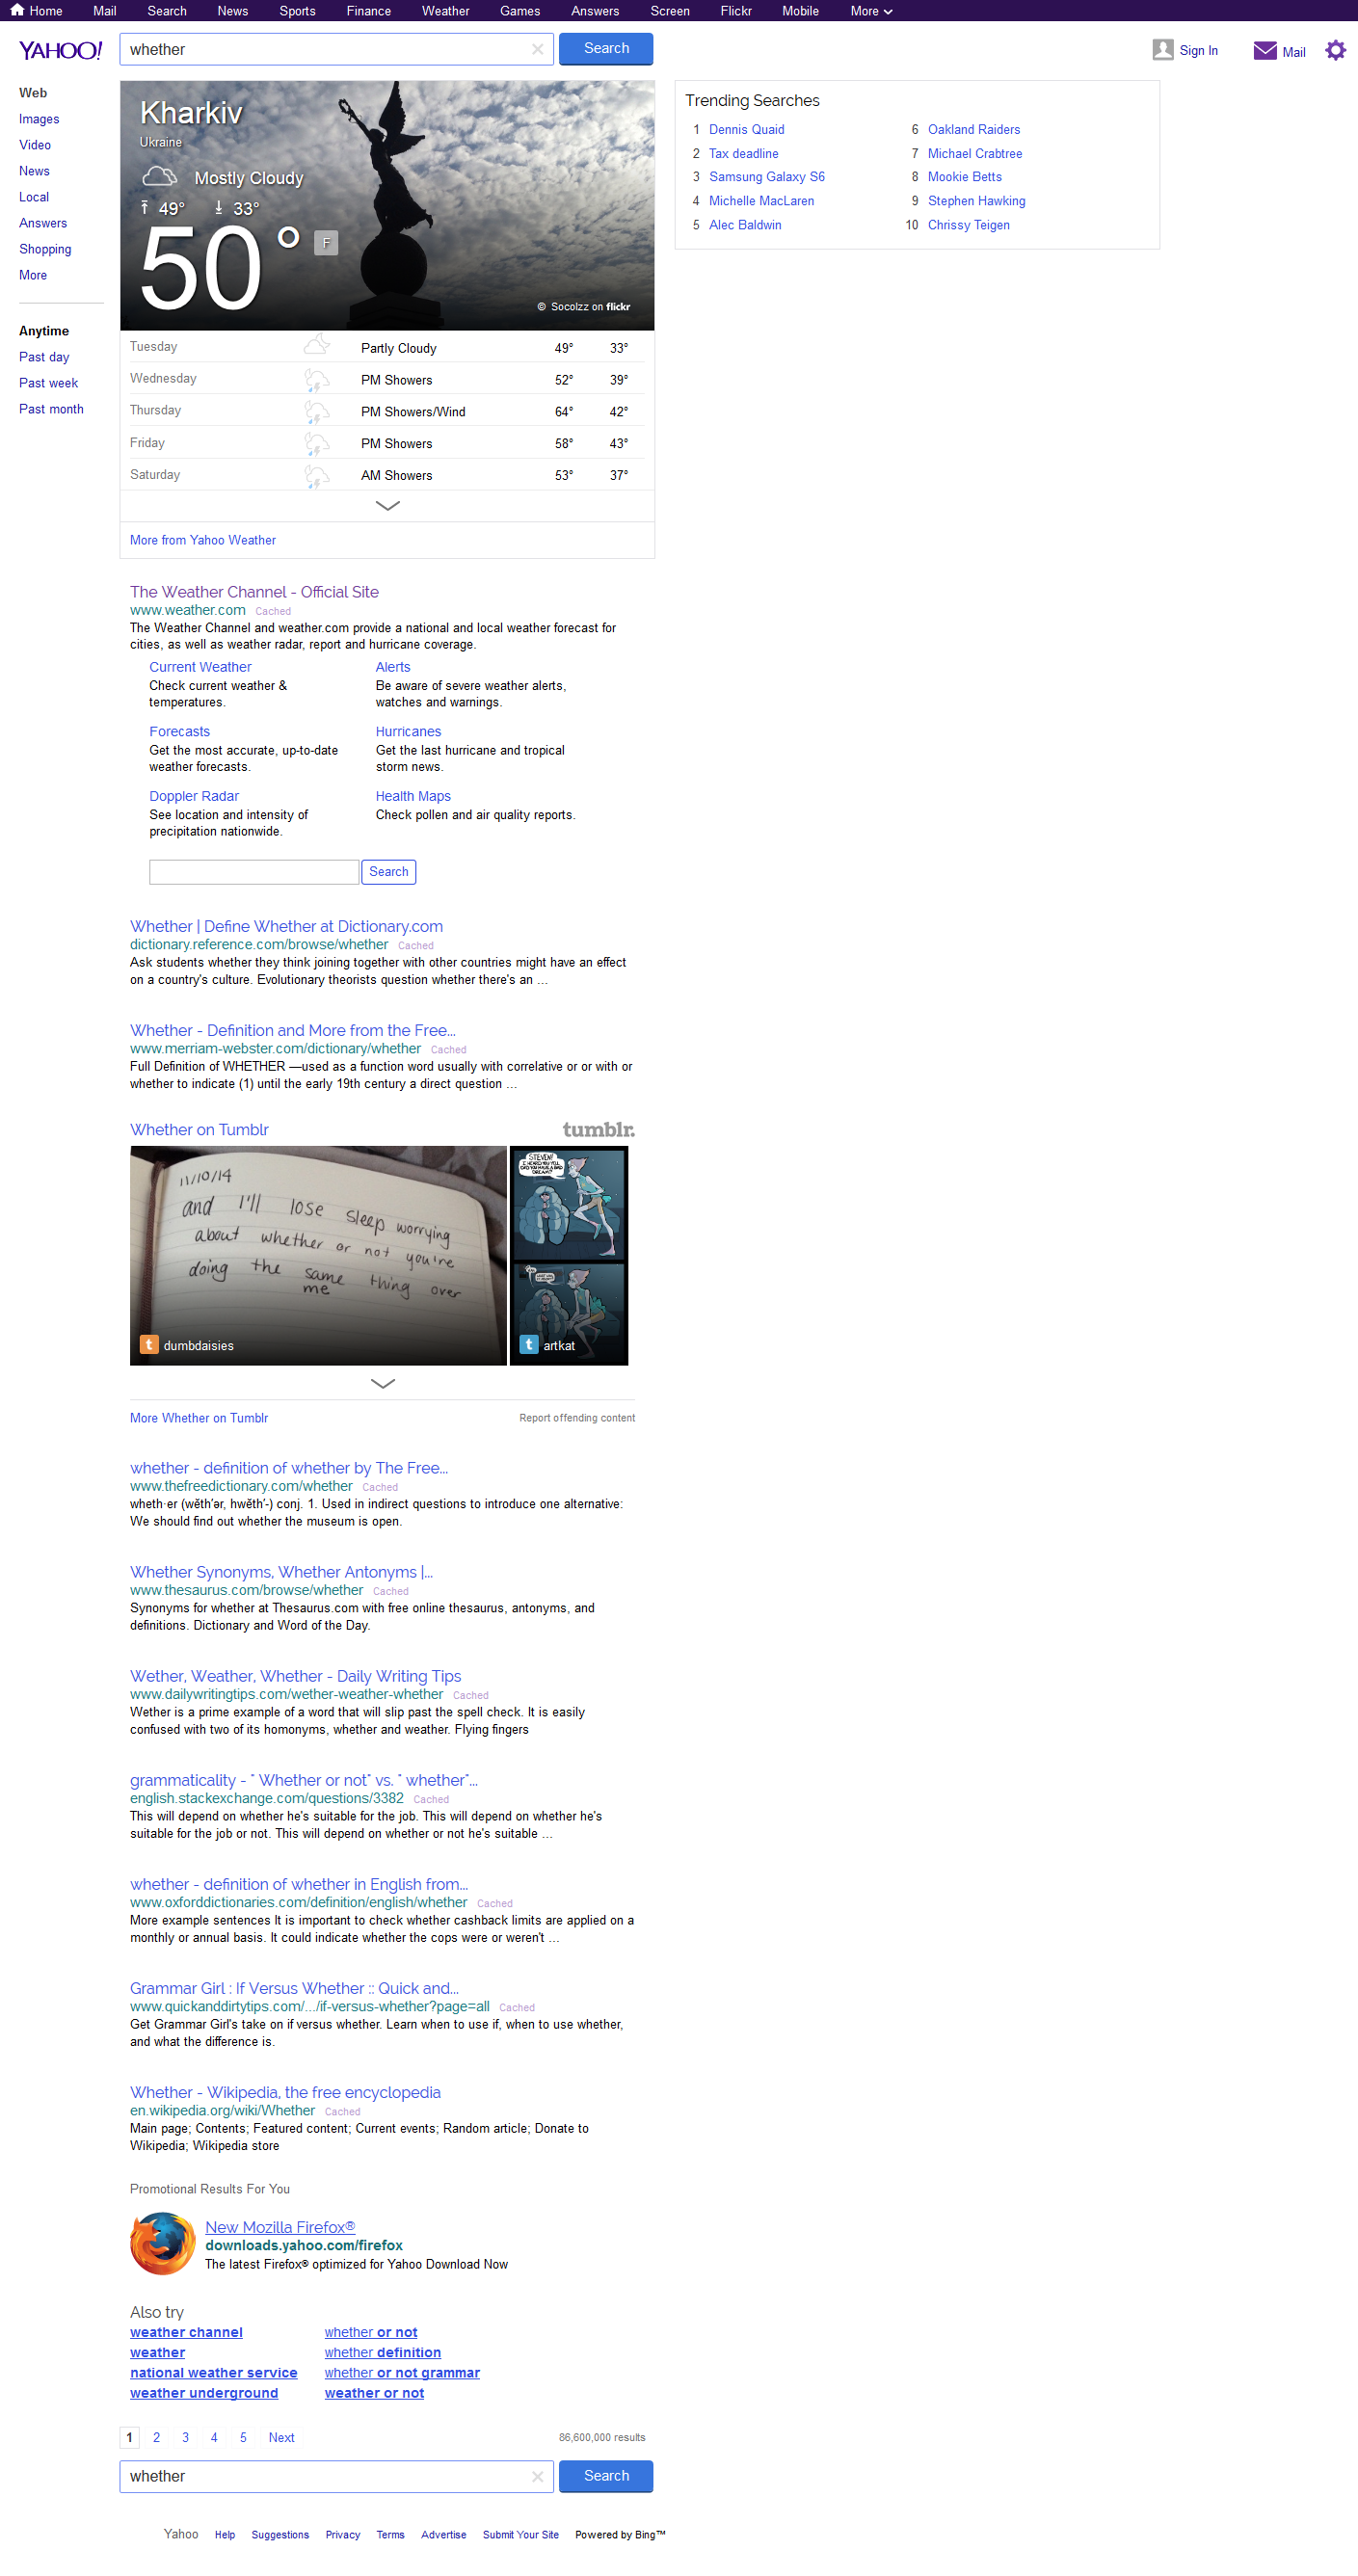 Home Mail Search News Sports Finance Weather Games Answers Screen Flickr Mobile More
YAHOO!
whether
Search
Sign In
Mail
Web
Images
Video
News
Local
Answers
Shopping
More
Anytime
Past day
Past week
Past month
Kharkiv
Ukraine
Mostly Cloudy
49° 33°
50° F
© Socolzz on flickr
Tuesday Partly Cloudy 49° 33°
Wednesday PM Showers 52° 39°
Thursday PM Showers/Wind 64° 42°
Friday PM Showers 58° 43°
Saturday AM Showers 53° 37°
More from Yahoo Weather
Trending Searches
1 Dennis Quaid
2 Tax deadline
3 Samsung Galaxy S6
4 Michelle MacLaren
5 Alec Baldwin
6 Oakland Raiders
7 Michael Crabtree
8 Mookie Betts
9 Stephen Hawking
10 Chrissy Teigen
The Weather Channel - Official Site
www.weather.com Cached
The Weather Channel and weather.com provide a national and local weather forecast for
cities, as well as weather radar, report and hurricane coverage.
Current Weather
Check current weather &
temperatures.
Alerts
Be aware of severe weather alerts,
watches and warnings.
Forecasts
Get the most accurate, up-to-date
weather forecasts.
Hurricanes
Get the last hurricane and tropical
storm news.
Doppler Radar
See location and intensity of
precipitation nationwide.
Health Maps
Check pollen and air quality reports.
Search
Whether | Define Whether at Dictionary.com
dictionary.reference.com/browse/whether Cached
Ask students whether they think joining together with other countries might have an effect
on a country's culture. Evolutionary theorists question whether there's an ...
Whether - Definition and More from the Free...
www.merriam-webster.com/dictionary/whether Cached
Full Definition of WHETHER —used as a function word usually with correlative or or with or
whether to indicate (1) until the early 19th century a direct question ...
Whether on Tumblr
tumblr.
11/10/14
and I'll lose sleep worrying
about whether or not you're
doing the same thing over
me
dumbdaisies
STEVEN!
I HEARD YOU YELL,
DID YOU HAVE A BAD
DREAM?
artkat
More Whether on Tumblr
Report offending content
whether - definition of whether by The Free...
www.thefreedictionary.com/whether Cached
wheth·er (wĕth′ər, hwĕth′-) conj. 1. Used in indirect questions to introduce one alternative:
We should find out whether the museum is open.
Whether Synonyms, Whether Antonyms |...
www.thesaurus.com/browse/whether Cached
Synonyms for whether at Thesaurus.com with free online thesaurus, antonyms, and
definitions. Dictionary and Word of the Day.
Wether, Weather, Whether - Daily Writing Tips
www.dailywritingtips.com/wether-weather-whether Cached
Wether is a prime example of a word that will slip past the spell check. It is easily
confused with two of its homonyms, whether and weather. Flying fingers
grammaticality - " Whether or not" vs. " whether"...
english.stackexchange.com/questions/3382 Cached
This will depend on whether he's suitable for the job. This will depend on whether he's
suitable for the job or not. This will depend on whether or not he's suitable ...
whether - definition of whether in English from...
www.oxforddictionaries.com/definition/english/whether Cached
More example sentences It is important to check whether cashback limits are applied on a
monthly or annual basis. It could indicate whether the cops were or weren't ...
Grammar Girl : If Versus Whether :: Quick and...
www.quickanddirtytips.com/.../if-versus-whether?page=all Cached
Get Grammar Girl's take on if versus whether. Learn when to use if, when to use whether,
and what the difference is.
Whether - Wikipedia, the free encyclopedia
en.wikipedia.org/wiki/Whether Cached
Main page; Contents; Featured content; Current events; Random article; Donate to
Wikipedia; Wikipedia store
Promotional Results For You
New Mozilla Firefox®
downloads.yahoo.com/firefox
The latest Firefox® optimized for Yahoo Download Now
Also try
weather channel
weather
national weather service
weather underground
whether or not
whether definition
whether or not grammar
weather or not
1 2 3 4 5 Next
86,600,000 results
whether
Search
Yahoo Help Suggestions Privacy Terms Advertise Submit Your Site Powered by Bing™